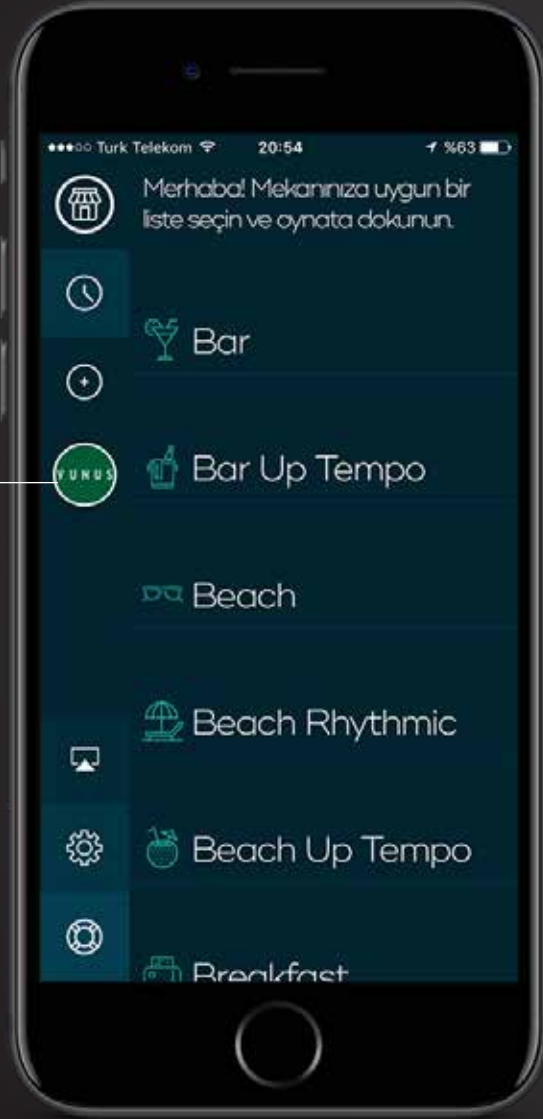 Turk Telekom 20:54 %63
Merhaba! Mekanınıza uygun bir
liste seçin ve oynata dokunun.
Bar
YUNUS
Bar Up Tempo
Beach
Beach Rhythmic
Beach Up Tempo
Breakfast